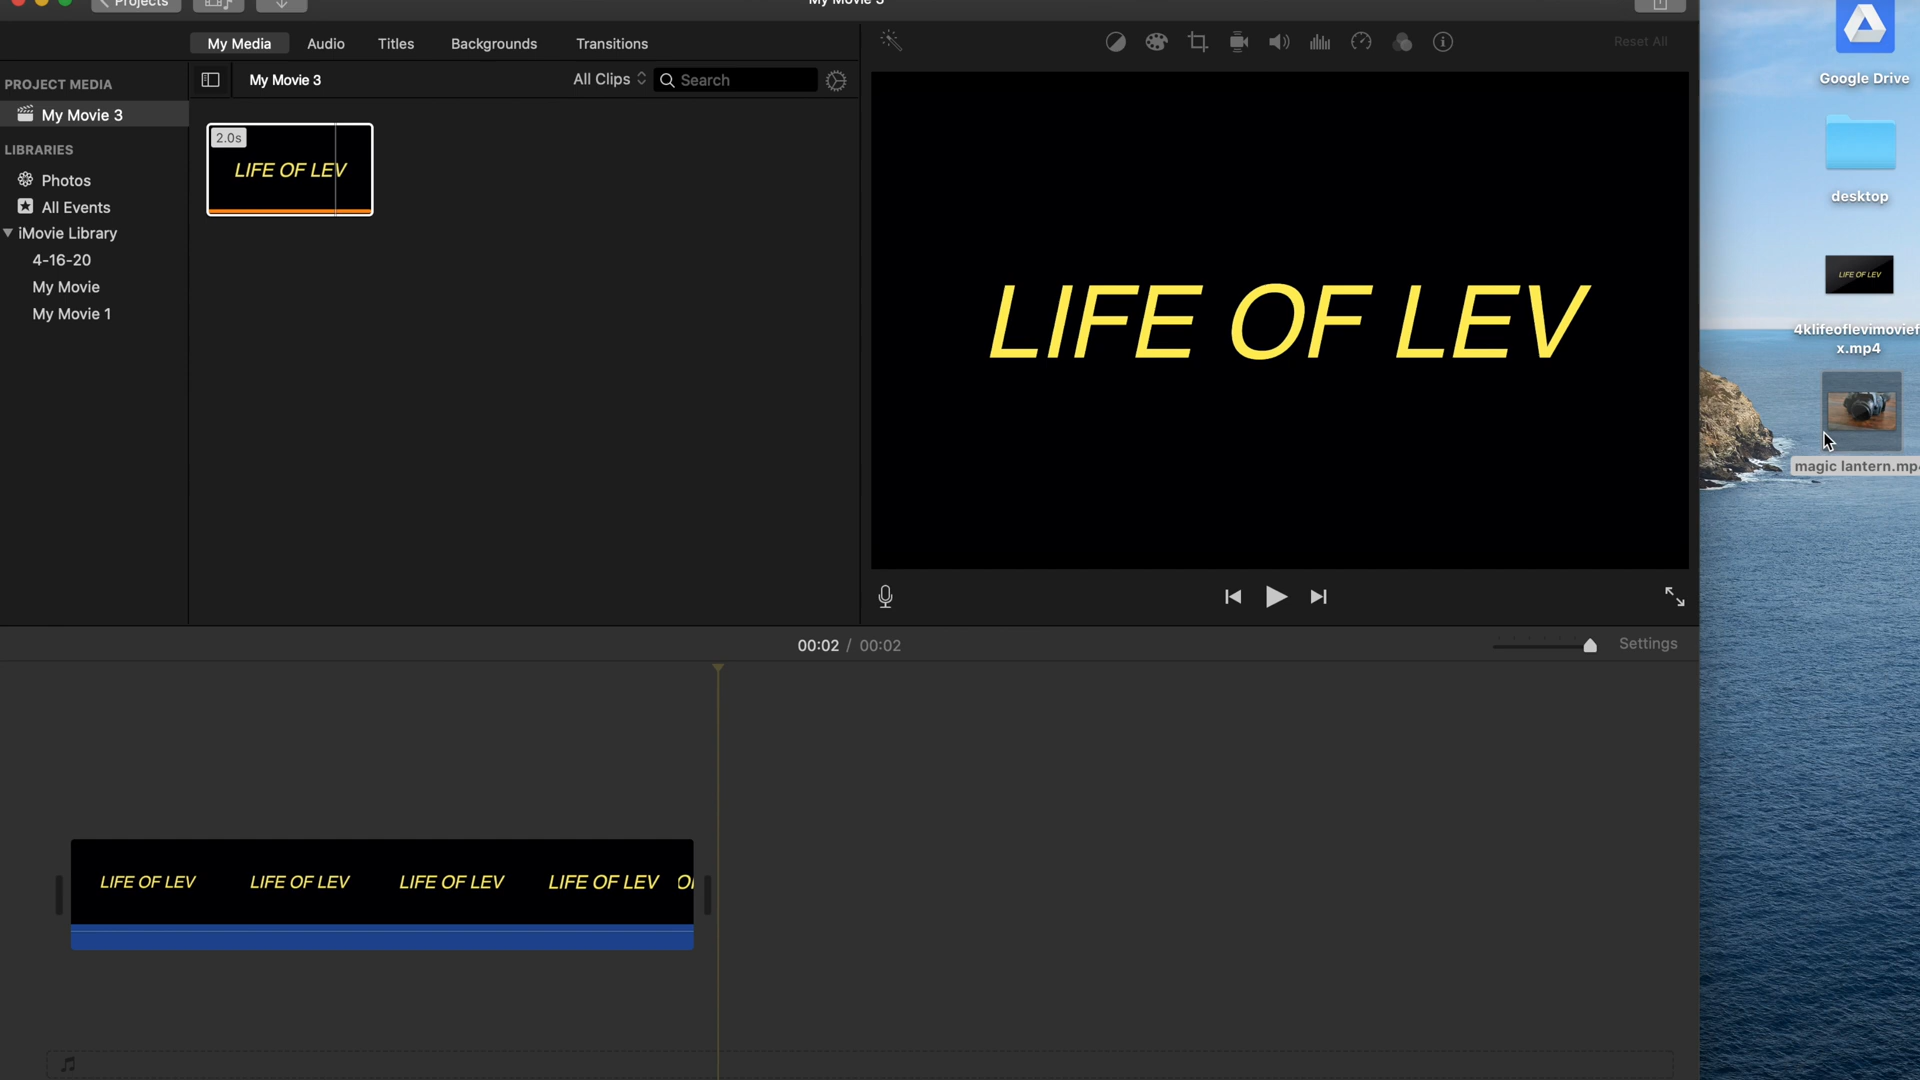 Projects
My Movie 3
My Media
Audio
Titles
Backgrounds
Transitions
Reset All
Google Drive
PROJECT MEDIA
My Movie 3
All Clips
Search
My Movie 3
LIBRARIES
2.0s
LIFE OF LEV
Photos
All Events
iMovie Library
4-16-20
My Movie
My Movie 1
LIFE OF LEV
desktop
LIFE OF LEV
4klifeoflevimovief
x.mp4
magic lantern.mp4
00:02 / 00:02
Settings
LIFE OF LEV
LIFE OF LEV
LIFE OF LEV
LIFE OF LEV